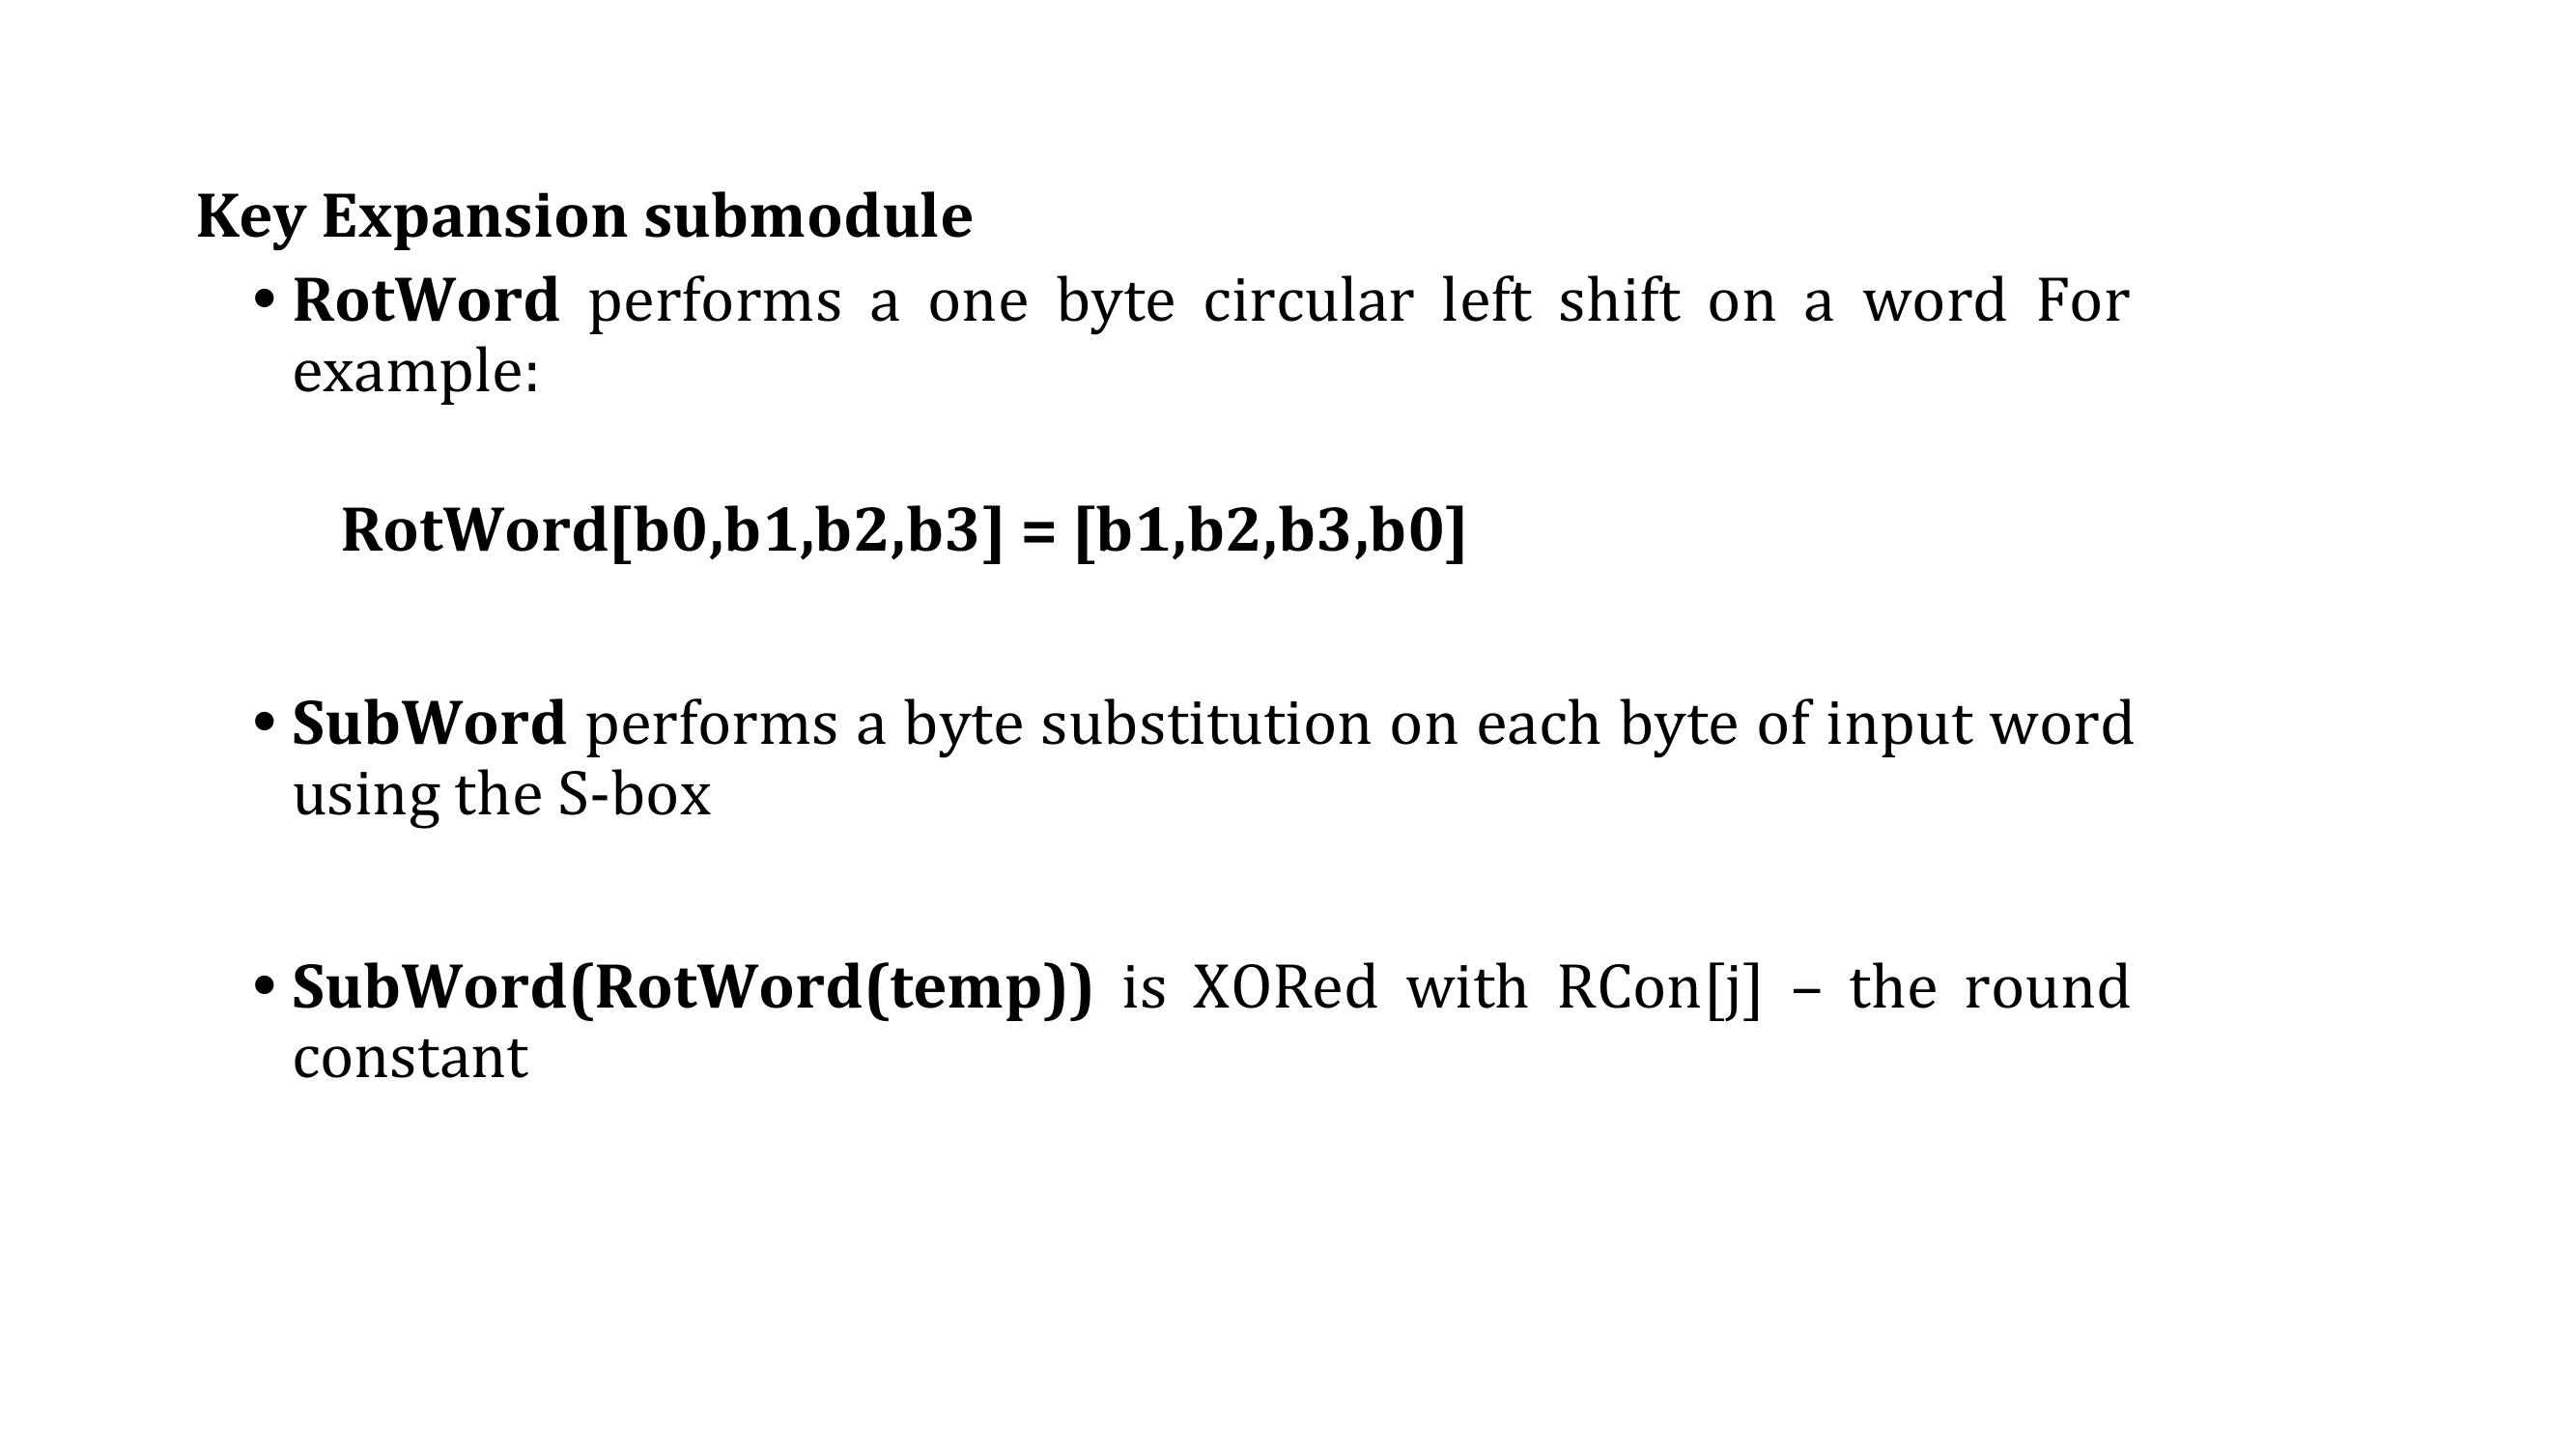 Key Expansion submodule
• RotWord performs a one byte circular left shift on a word For
example:
RotWord[b0,b1,b2,b3] = [b1,b2,b3,b0]
• SubWord performs a byte substitution on each byte of input word
using the S-box
• SubWord(RotWord(temp)) is XORed with RCon[j] – the round
constant